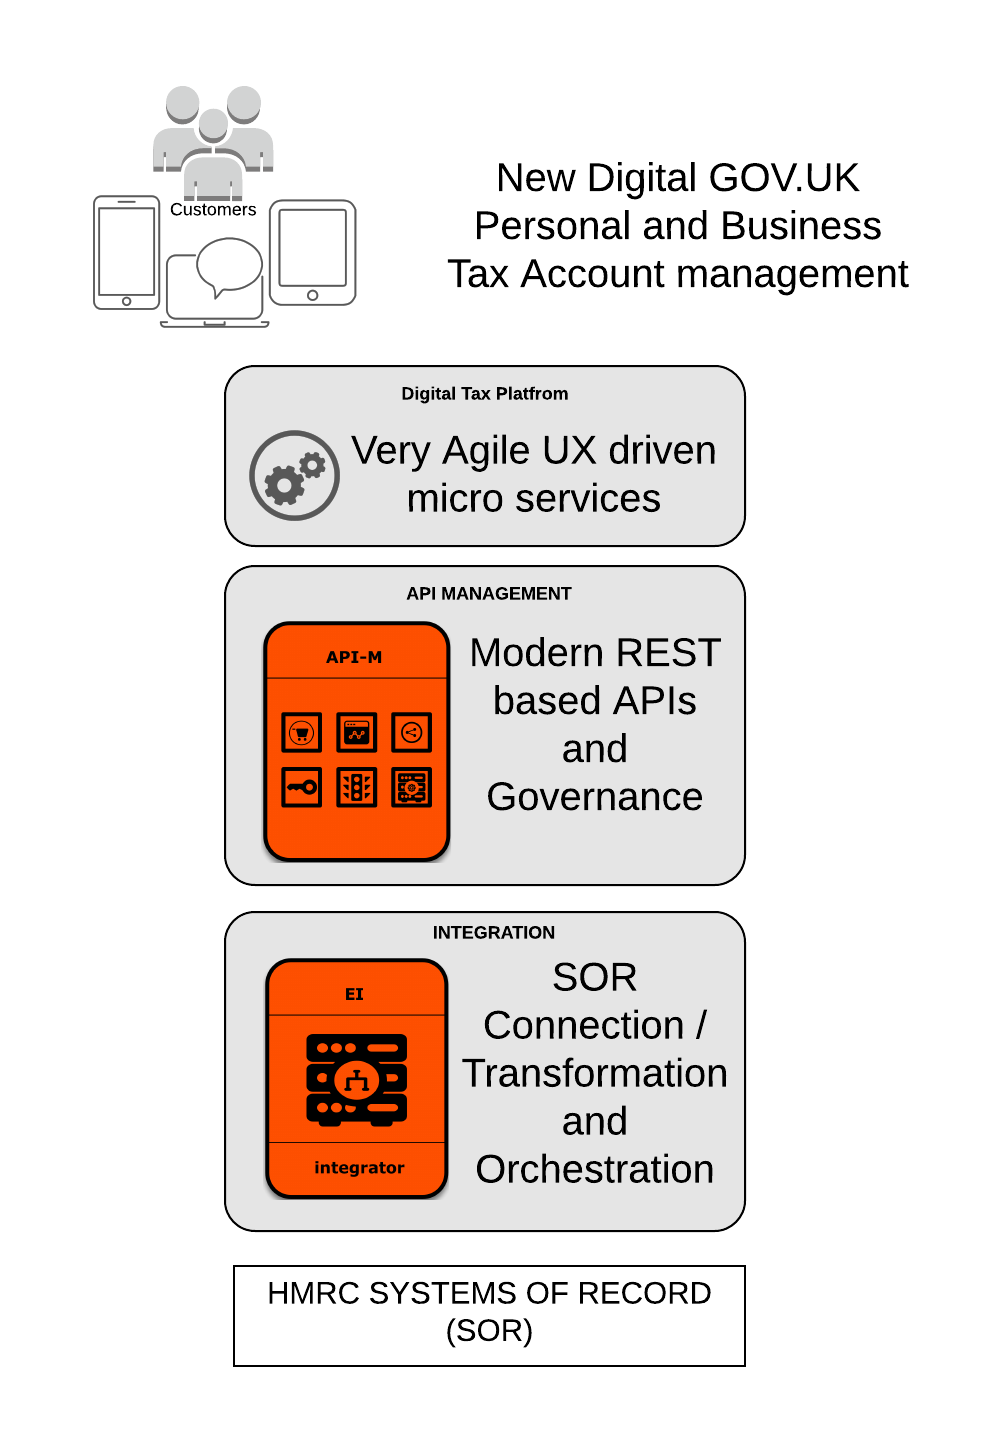 Customers
New Digital GOV.UK
Personal and Business
Tax Account management
Digital Tax Platfrom
Very Agile UX driven
micro services
API MANAGEMENT
API-M
Modern REST
based APIs
and
Governance
INTEGRATION
EI
integrator
SOR
Connection /
Transformation
and
Orchestration
HMRC SYSTEMS OF RECORD
(SOR)